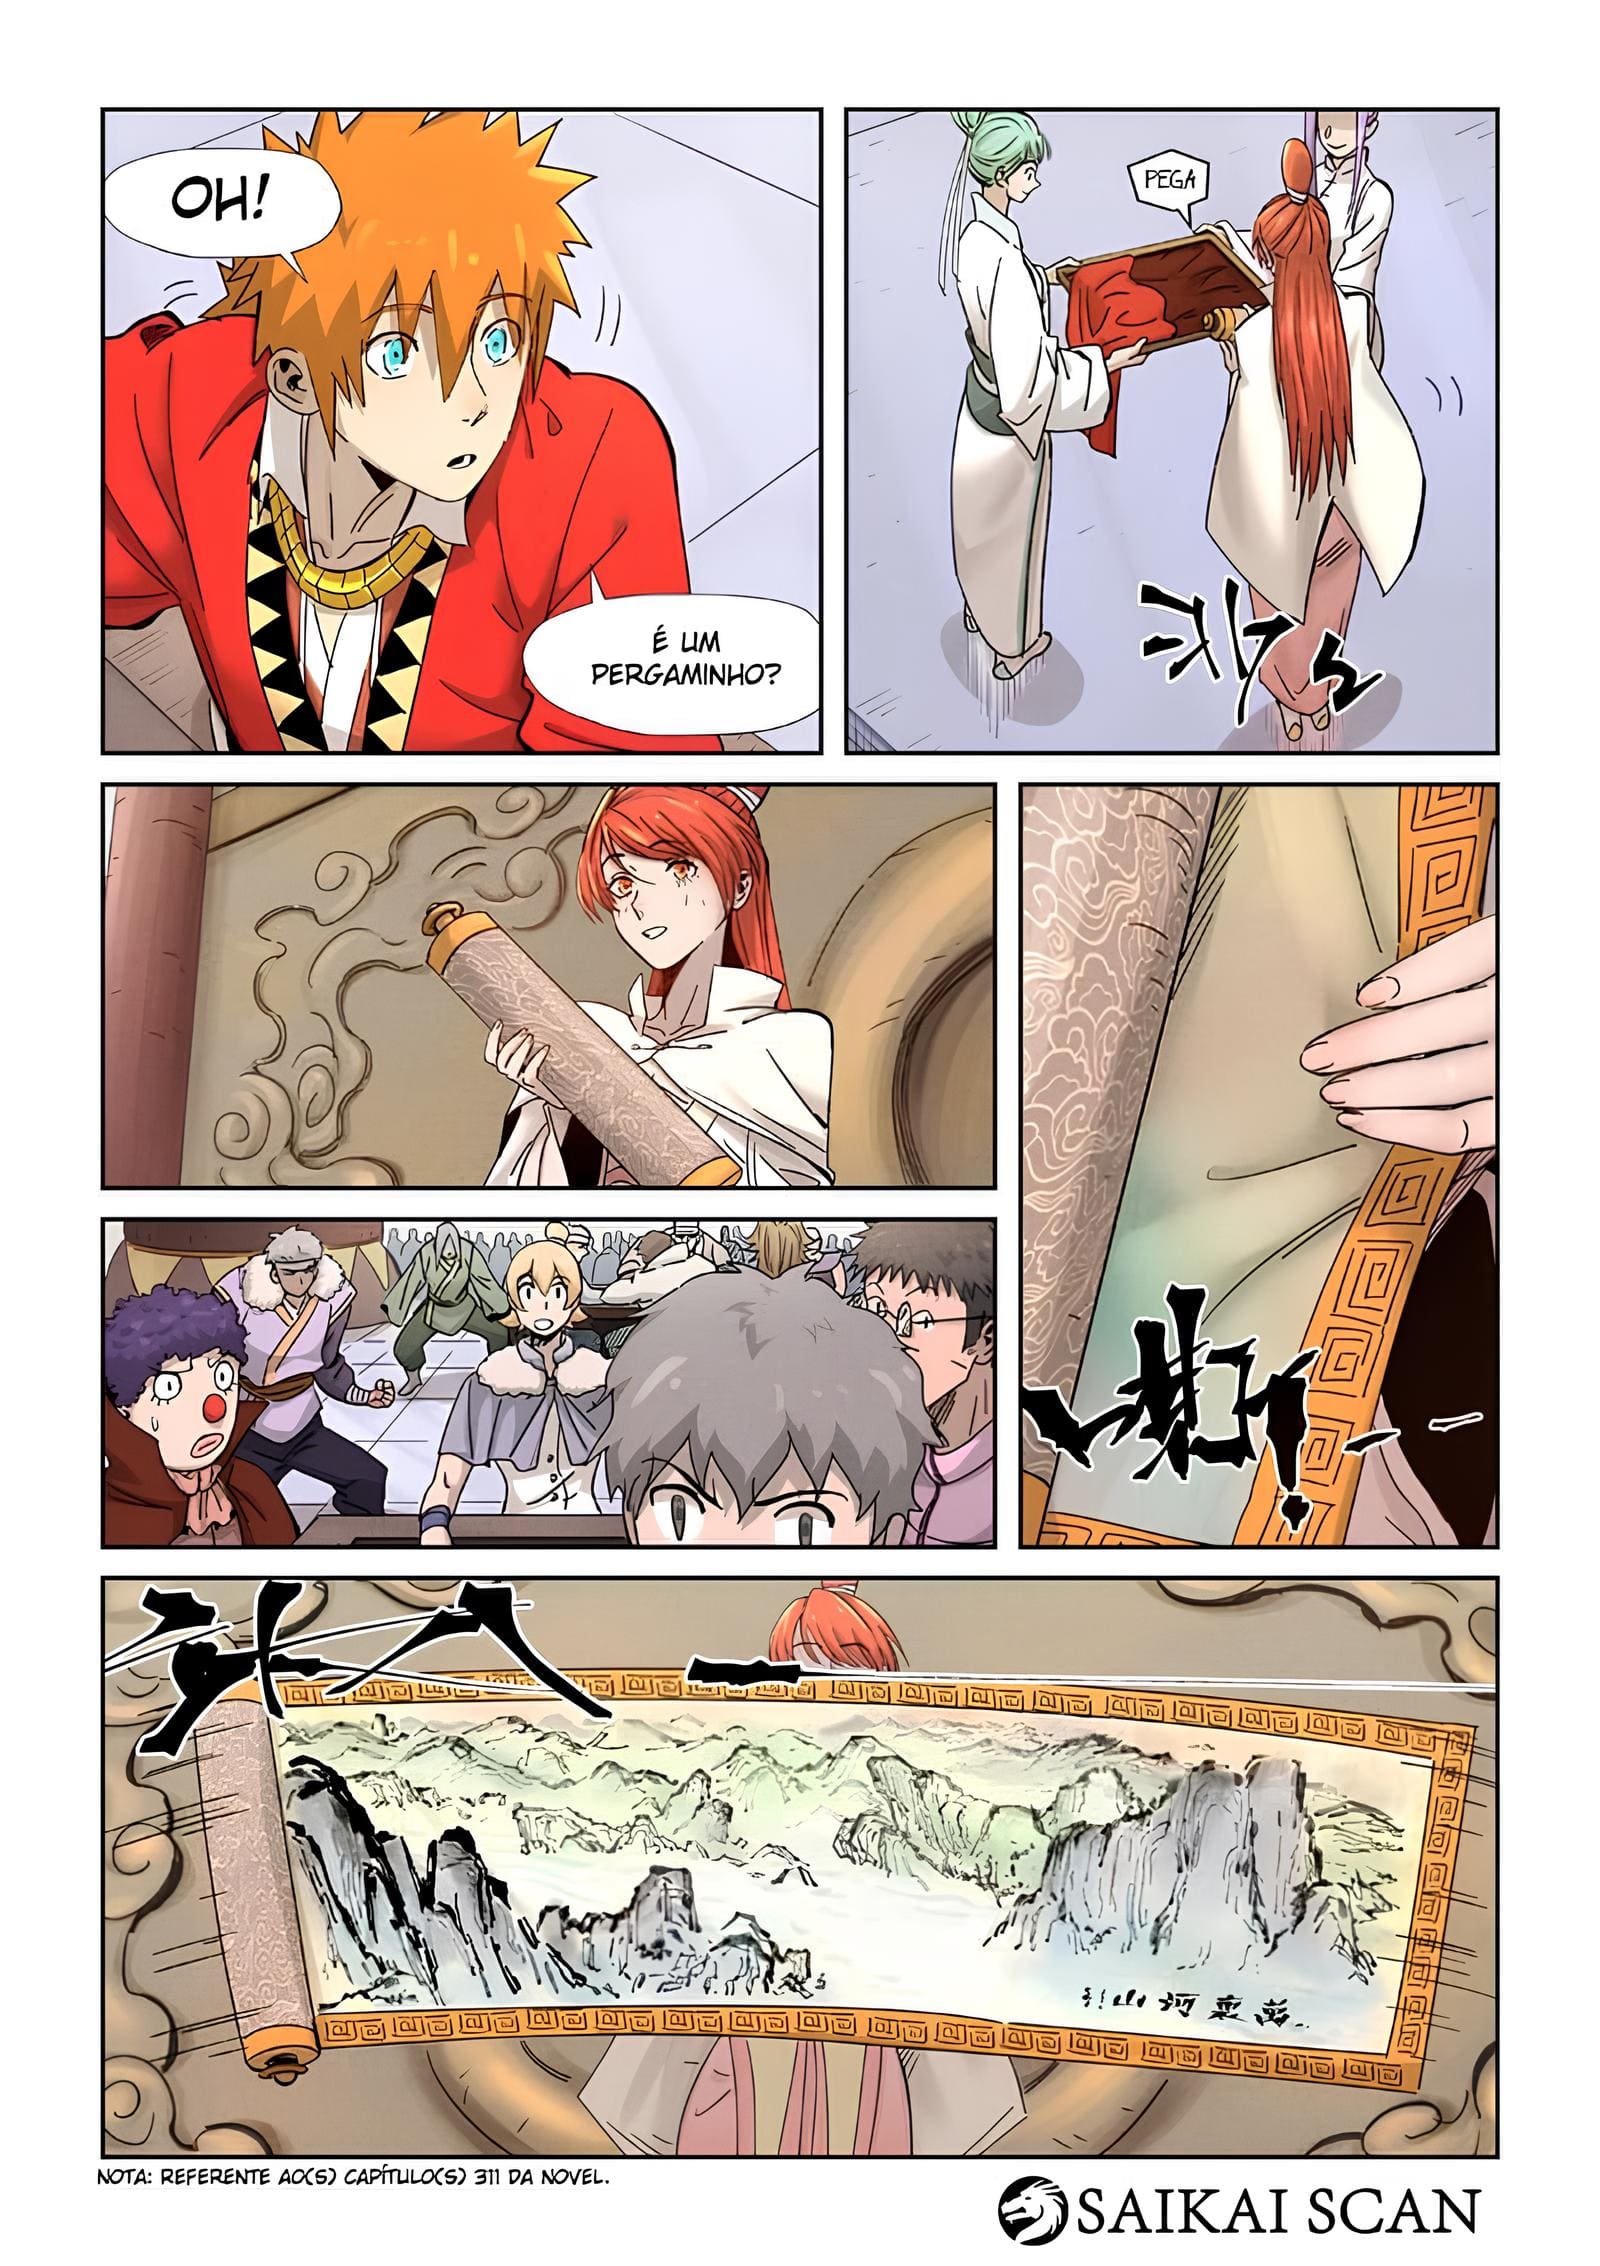 OH!
É UM
PERGAMINHO?
PEGA
山河
NOTA: REFERENTE AO(S) CAPÍTULO(S) 311 DA NOVEL.
SAIKAI SCAN